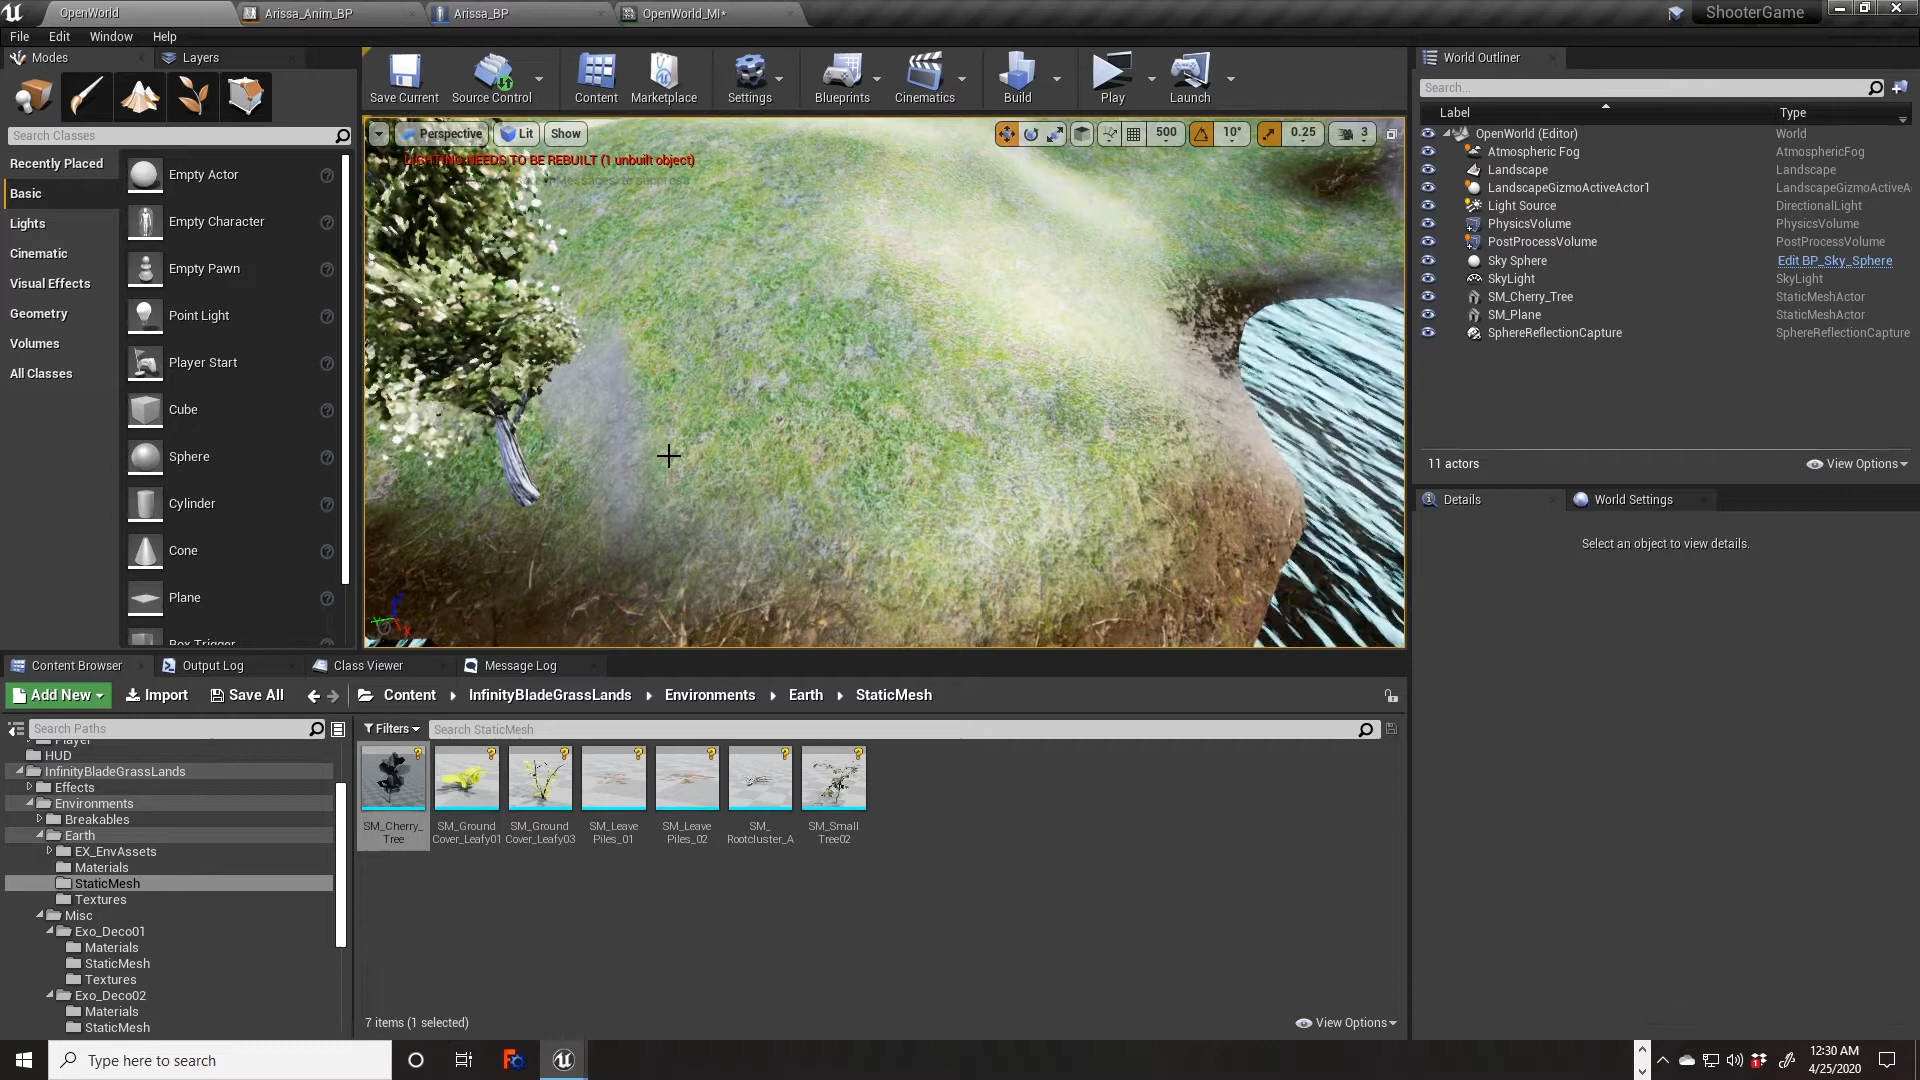 OpenWorld
Arissa_Anim_BP
Arissa_BP
OpenWorld_MI*
ShooterGame
File Edit Window Help
Modes
Layers
Save Current
Source Control
Content
Marketplace
Settings
Blueprints
Cinematics
Build
Play
Launch
Search Classes
Recently Placed
Basic
Lights
Cinematic
Visual Effects
Geometry
Volumes
All Classes
Empty Actor
Empty Character
Empty Pawn
Point Light
Player Start
Cube
Sphere
Cylinder
Cone
Plane
Box Trigger
Perspective
Lit
Show
500
10°
0.25
3
LIGHTING NEEDS TO BE REBUILT (1 unbuilt object)
to suppress
World Outliner
Search...
Label Type
OpenWorld (Editor) World
Atmospheric Fog AtmosphericFog
Landscape Landscape
LandscapeGizmoActiveActor1 LandscapeGizmoActiveA
Light Source DirectionalLight
PhysicsVolume PhysicsVolume
PostProcessVolume PostProcessVolume
Sky Sphere Edit BP_Sky_Sphere
SkyLight SkyLight
SM_Cherry_Tree StaticMeshActor
SM_Plane StaticMeshActor
SphereReflectionCapture SphereReflectionCapture
11 actors
View Options
Details
World Settings
Select an object to view details.
Content Browser
Output Log
Class Viewer
Message Log
Add New
Import
Save All
Content
InfinityBladeGrassLands
Environments
Earth
StaticMesh
Search Paths
Filters
Search StaticMesh
Player
HUD
InfinityBladeGrassLands
Effects
Environments
Breakables
Earth
EX_EnvAssets
Materials
StaticMesh
Textures
Misc
Exo_Deco01
Materials
StaticMesh
Textures
Exo_Deco02
Materials
StaticMesh
SM_Cherry_
Tree
SM_Ground
Cover_Leafy01
SM_Ground
Cover_Leafy03
SM_Leave
Piles_01
SM_Leave
Piles_02
SM_
Rootcluster_A
SM_Small
Tree02
7 items (1 selected)
View Options
Type here to search
12:30 AM
4/25/2020